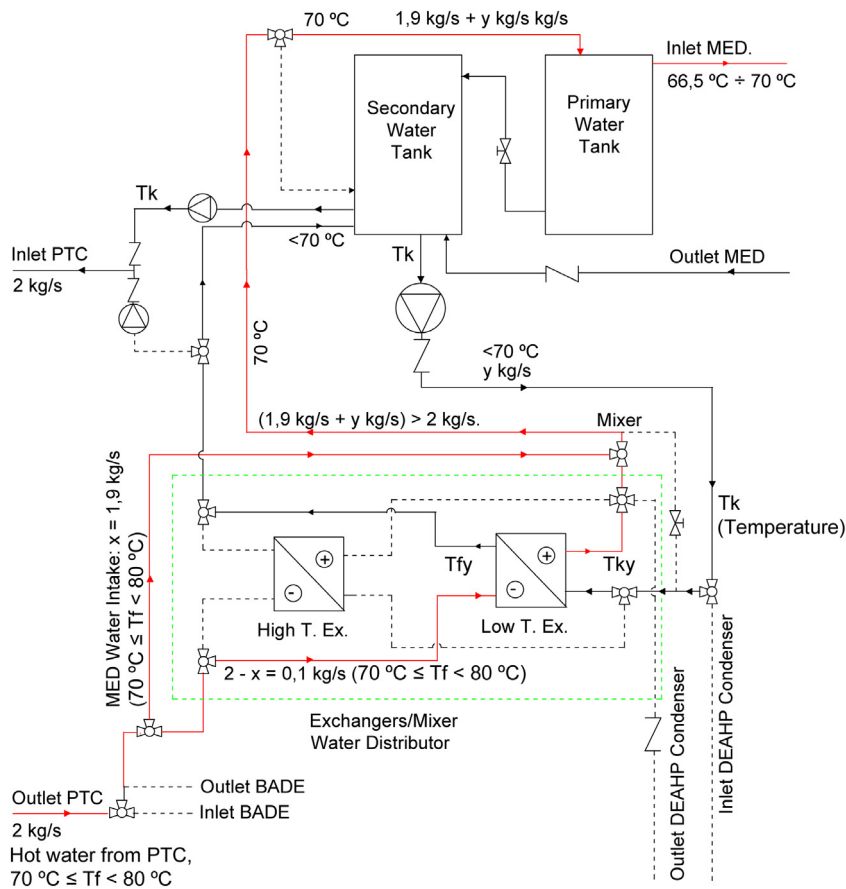 70 ºC
1,9 kg/s + y kg/s kg/s
Inlet MED.
66,5 ºC ÷ 70 ºC
Secondary
Water
Tank
Primary
Water
Tank
Tk
<70 ºC
Inlet PTC
2 kg/s
Tk
Outlet MED
70 ºC
<70 ºC
y kg/s
(1,9 kg/s + y kg/s) > 2 kg/s.
Mixer
MED Water Intake: x = 1,9 kg/s
(70 ºC ≤ Tf < 80 ºC)
Tk
(Temperature)
+
-
High T. Ex.
Tfy
+
-
Tky
Low T. Ex.
2 - x = 0,1 kg/s (70 ºC ≤ Tf < 80 ºC)
Exchangers/Mixer
Water Distributor
Outlet DEAHP Condenser
Inlet DEAHP Condenser
Outlet BADE
Inlet BADE
Outlet PTC
2 kg/s
Hot water from PTC,
70 ºC ≤ Tf < 80 ºC